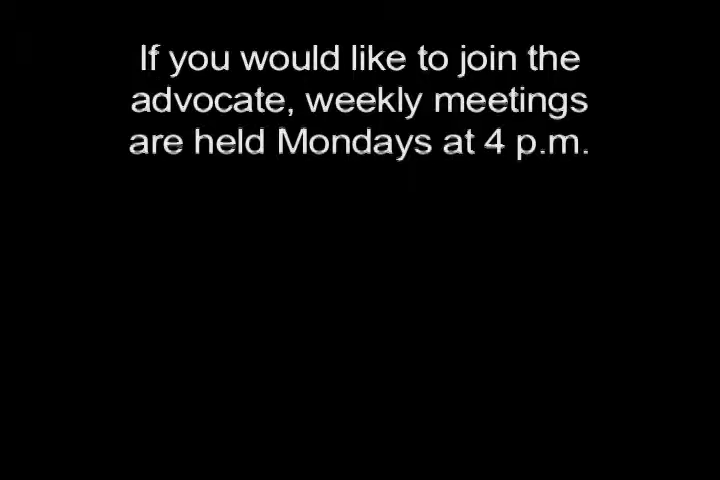 If you would like to join the
advocate, weekly meetings
are held Mondays at 4 p.m.